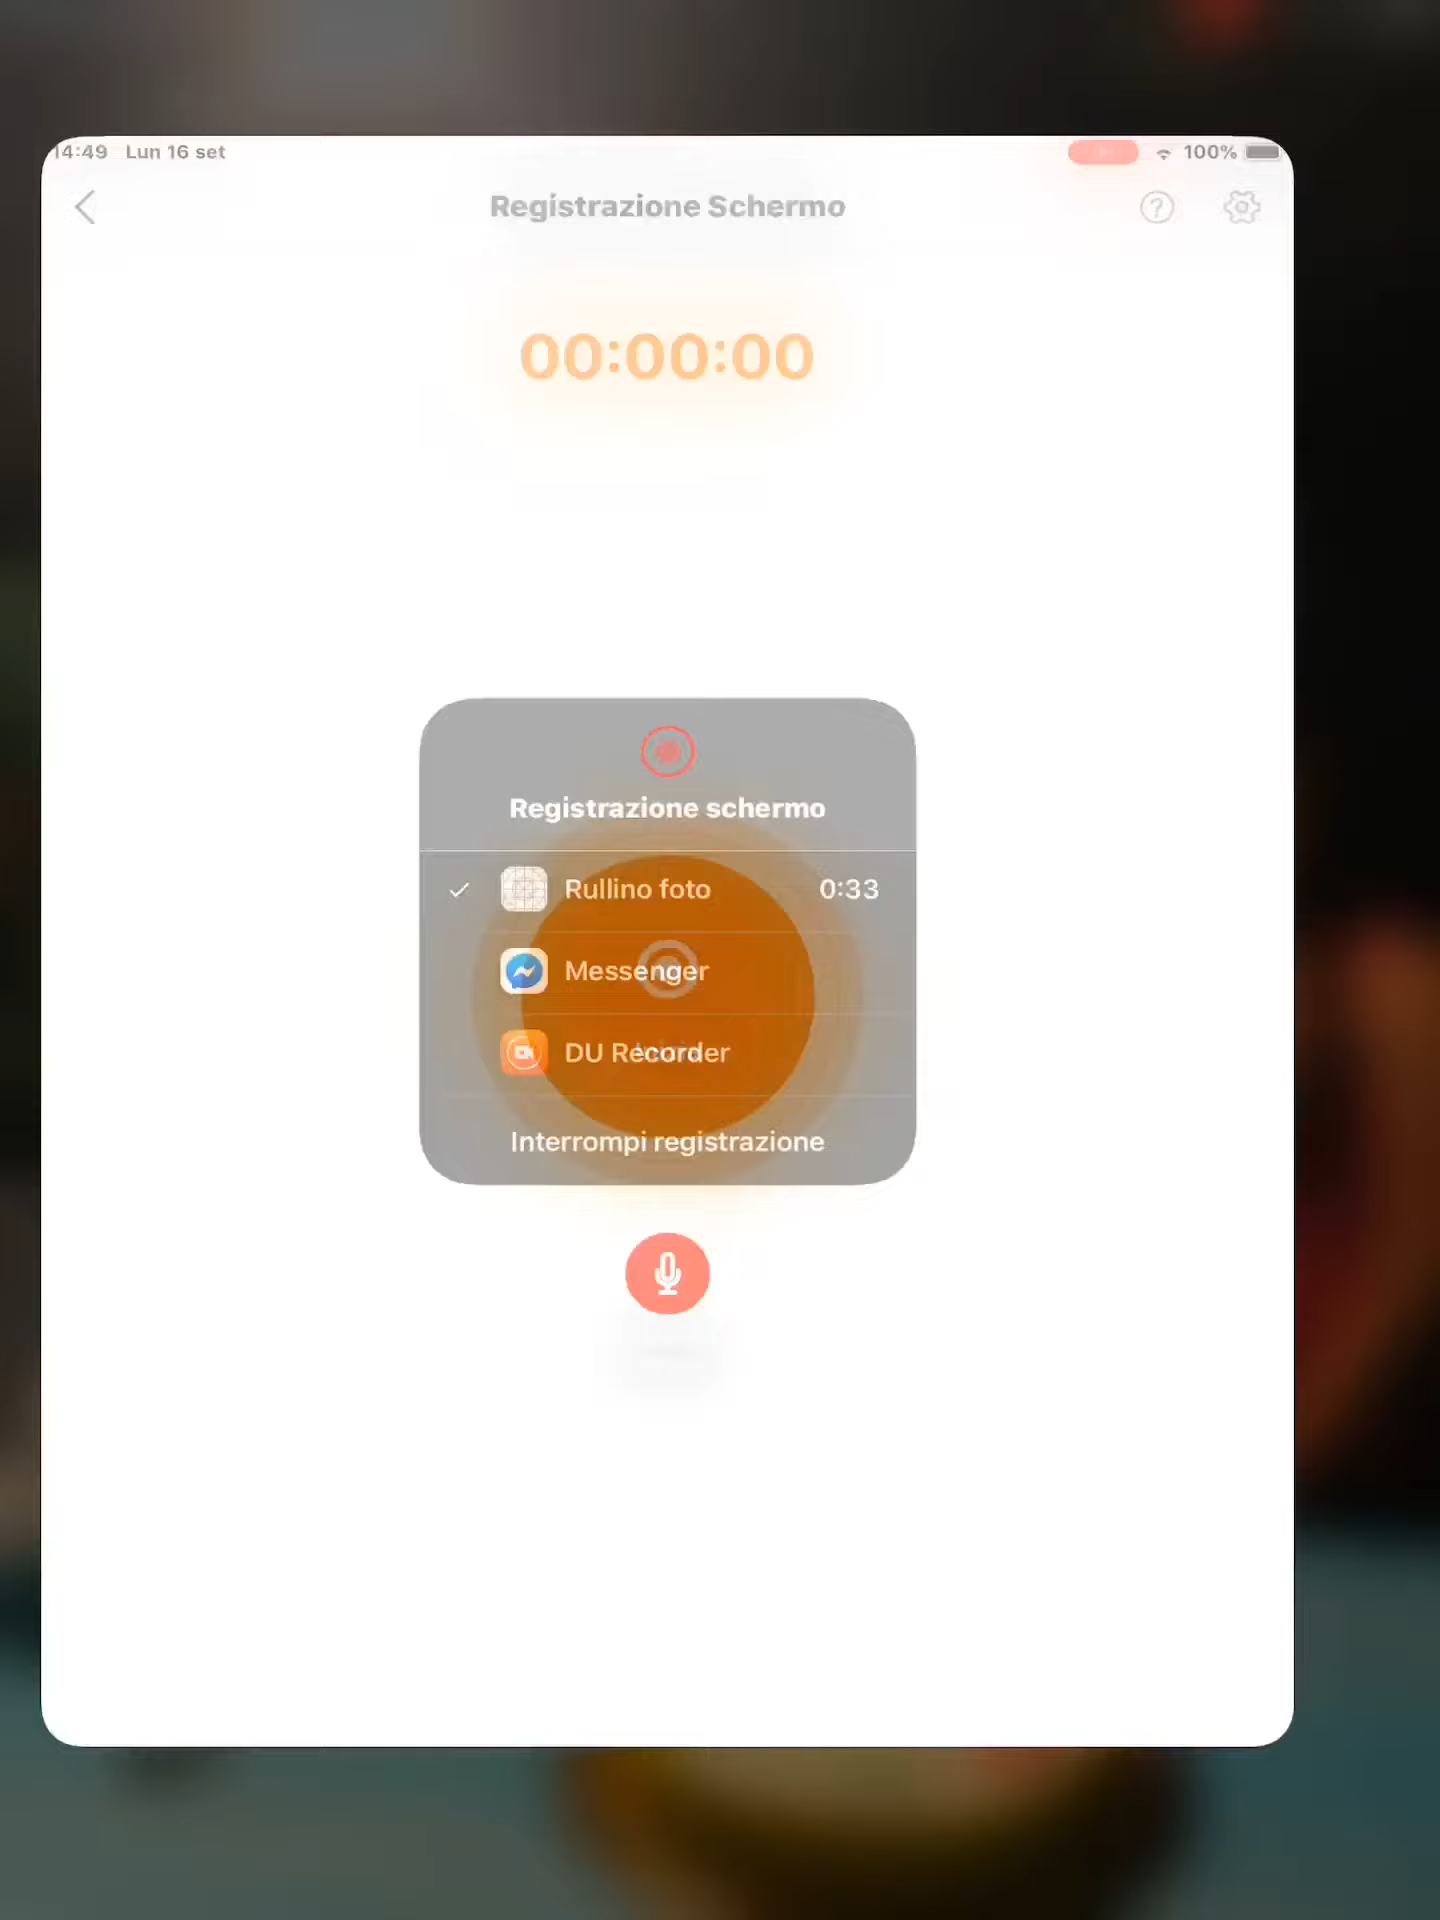 14:49 Lun 16 set 100%
Registrazione Schermo
00:00:00
Registrazione schermo
Rullino foto 0:33
Messenger
DU Recorder
Interrompi registrazione